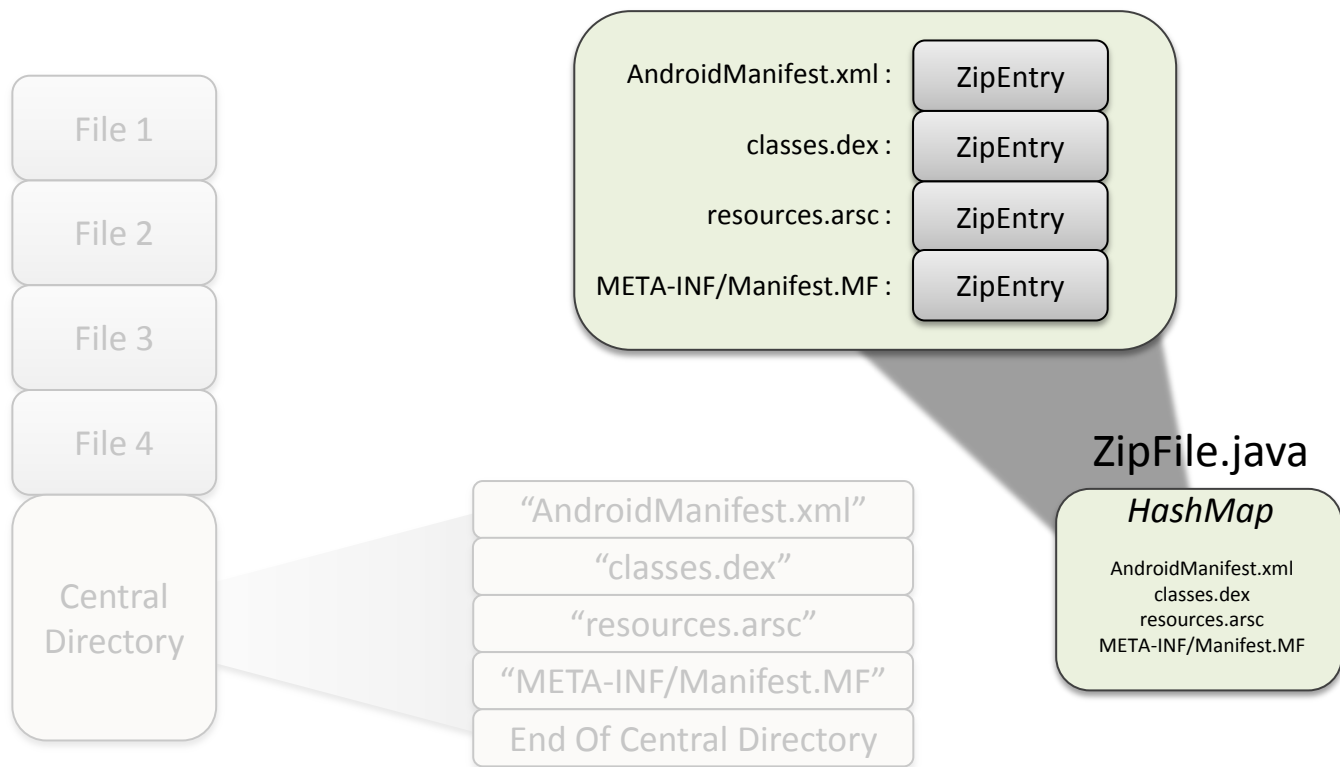 AndroidManifest.xml : ZipEntry
classes.dex : ZipEntry
resources.arsc : ZipEntry
META-INF/Manifest.MF : ZipEntry
File 1
File 2
File 3
File 4
Central
Directory
“AndroidManifest.xml”
“classes.dex”
“resources.arsc”
“META-INF/Manifest.MF”
End Of Central Directory
ZipFile.java
HashMap
AndroidManifest.xml
classes.dex
resources.arsc
META-INF/Manifest.MF